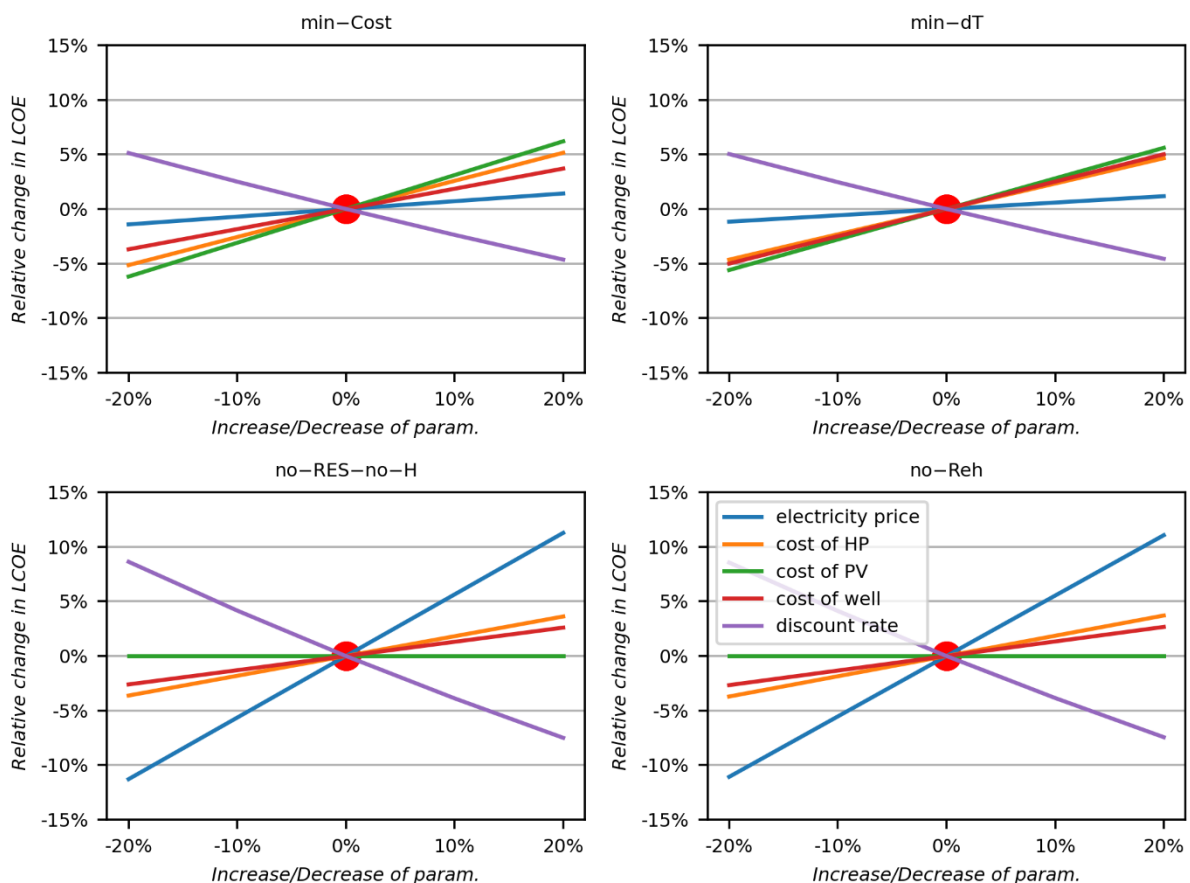 min−Cost
15%
10%
5%
0%
-5%
-10%
-15%
Relative change in LCOE
-20% -10% 0% 10% 20%
Increase/Decrease of param.
min−dT
15%
10%
5%
0%
-5%
-10%
-15%
Relative change in LCOE
-20% -10% 0% 10% 20%
Increase/Decrease of param.
no−RES−no−H
15%
10%
5%
0%
-5%
-10%
-15%
Relative change in LCOE
-20% -10% 0% 10% 20%
Increase/Decrease of param.
no−Reh
15%
10%
5%
0%
-5%
-10%
-15%
Relative change in LCOE
electricity price
cost of HP
cost of PV
cost of well
discount rate
-20% -10% 0% 10% 20%
Increase/Decrease of param.